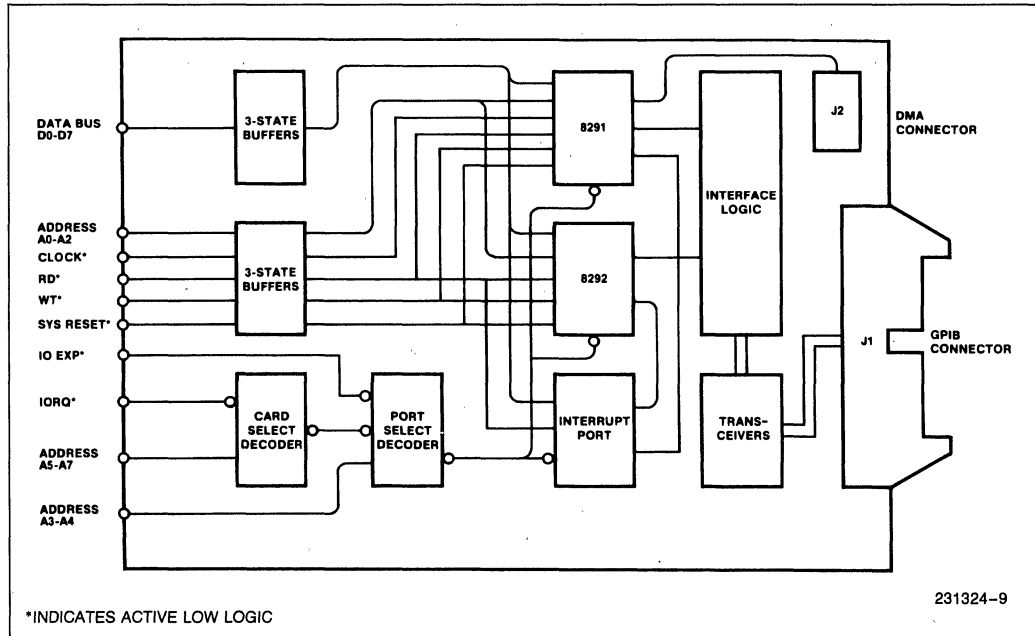 DATA BUS
D0-D7
3-STATE
BUFFERS
8291
J2
DMA
CONNECTOR
INTERFACE
LOGIC
ADDRESS
A0-A2
CLOCK*
RD*
WT*
SYS RESET*
3-STATE
BUFFERS
8292
J1
GPIB
CONNECTOR
IO EXP*
IORQ*
ADDRESS
A5-A7
ADDRESS
A3-A4
CARD
SELECT
DECODER
PORT
SELECT
DECODER
INTERRUPT
PORT
TRANS-
CEIVERS
231324-9
*INDICATES ACTIVE LOW LOGIC